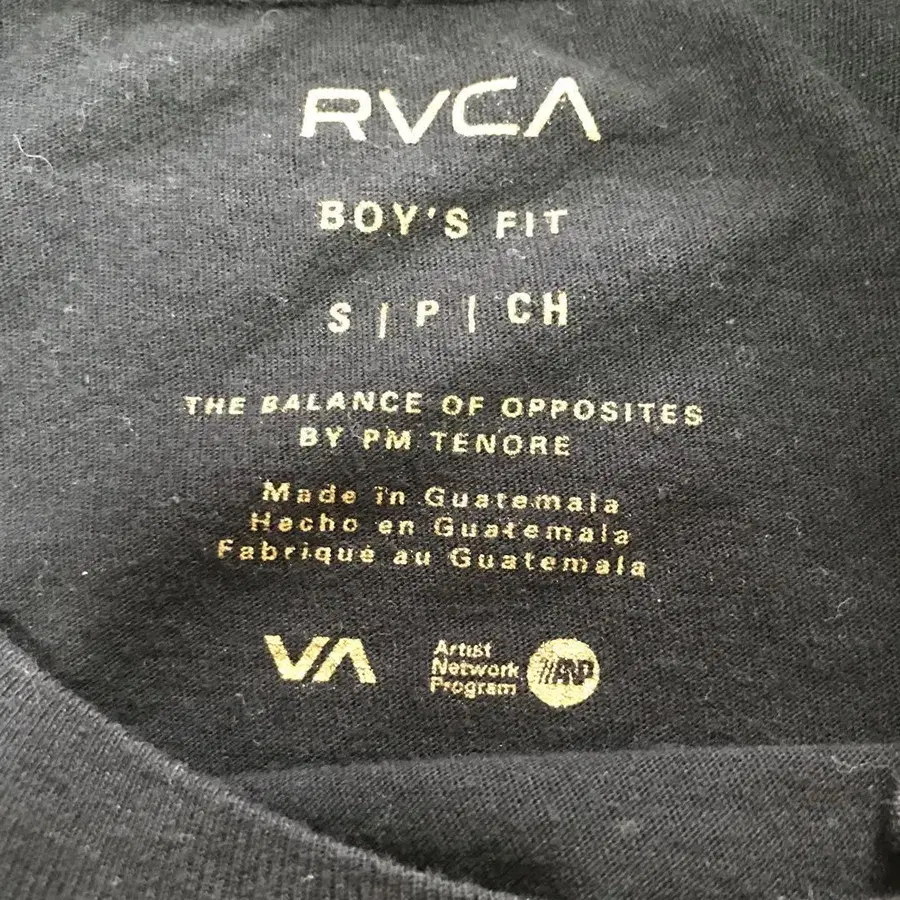 RVCA
BOY'S FIT
S | P | CH
THE BALANCE OF OPPOSITES
BY PM TENORE
Made in Guatemala
Hecho en Guatemala
Fabriqué au Guatemala
VA
Artist
Network
Program
ANP